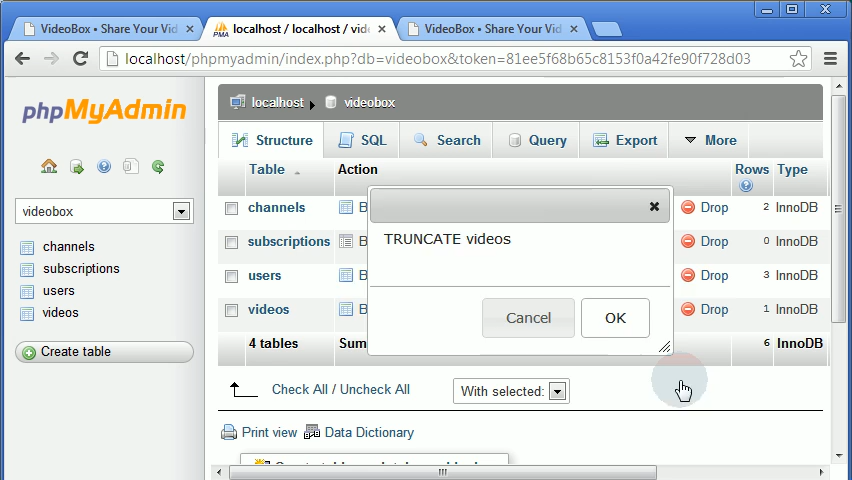 VideoBox • Share Your Vid
localhost / localhost / vide
VideoBox • Share Your Vid
localhost/phpmyadmin/index.php?db=videobox&token=81ee5f68b65c8153f0a42fe90f728d03
phpMyAdmin
videobox
channels
subscriptions
users
videos
Create table
localhost
videobox
Structure
SQL
Search
Query
Export
More
Table
Action
Rows
Type
channels B Drop 2 InnoDB
subscriptions B Drop 0 InnoDB
users B Drop 3 InnoDB
videos B Drop 1 InnoDB
4 tables Sum 6 InnoDB
TRUNCATE videos
Cancel
OK
Check All / Uncheck All
With selected:
Print view
Data Dictionary